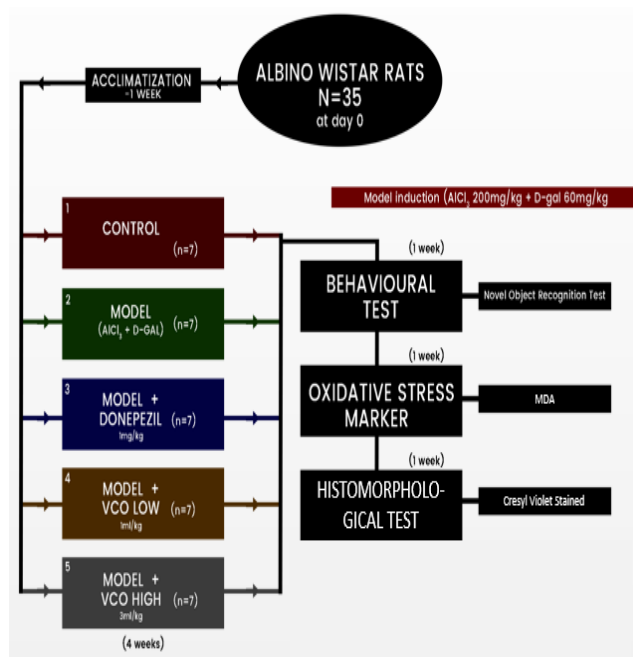 ALBINO WISTAR RATS
N=35
at day 0
ACCLIMATIZATION
-1 WEEK
Model induction (AlCl₃ 200mg/kg + D-gal 60mg/kg
1
CONTROL
(n=7)
2
MODEL
(AlCl₃ + D-GAL) (n=7)
3
MODEL +
DONEPEZIL (n=7)
1mg/kg
4
MODEL +
VCO LOW (n=7)
1ml/kg
5
MODEL +
VCO HIGH (n=7)
3ml/kg
(4 weeks)
(1 week)
BEHAVIOURAL
TEST
Novel Object Recognition Test
(1 week)
OXIDATIVE STRESS
MARKER
MDA
(1 week)
HISTOMORPHOLO-
GICAL TEST
Cresyl Violet Stained